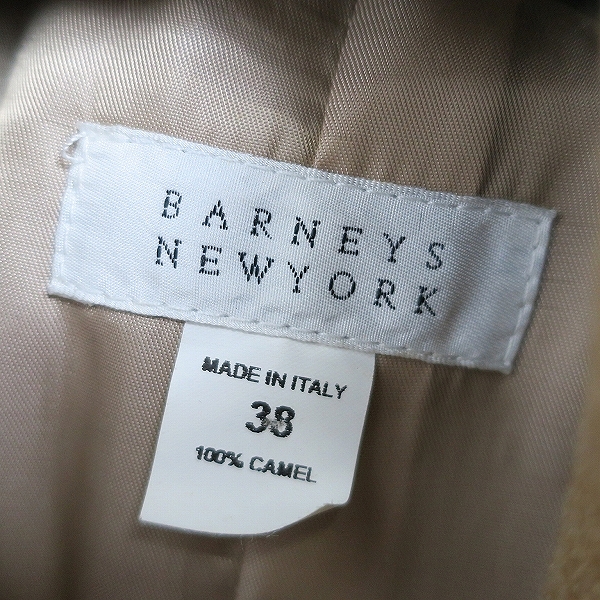 BARNEYS
NEWYORK
MADE IN ITALY
38
100% CAMEL